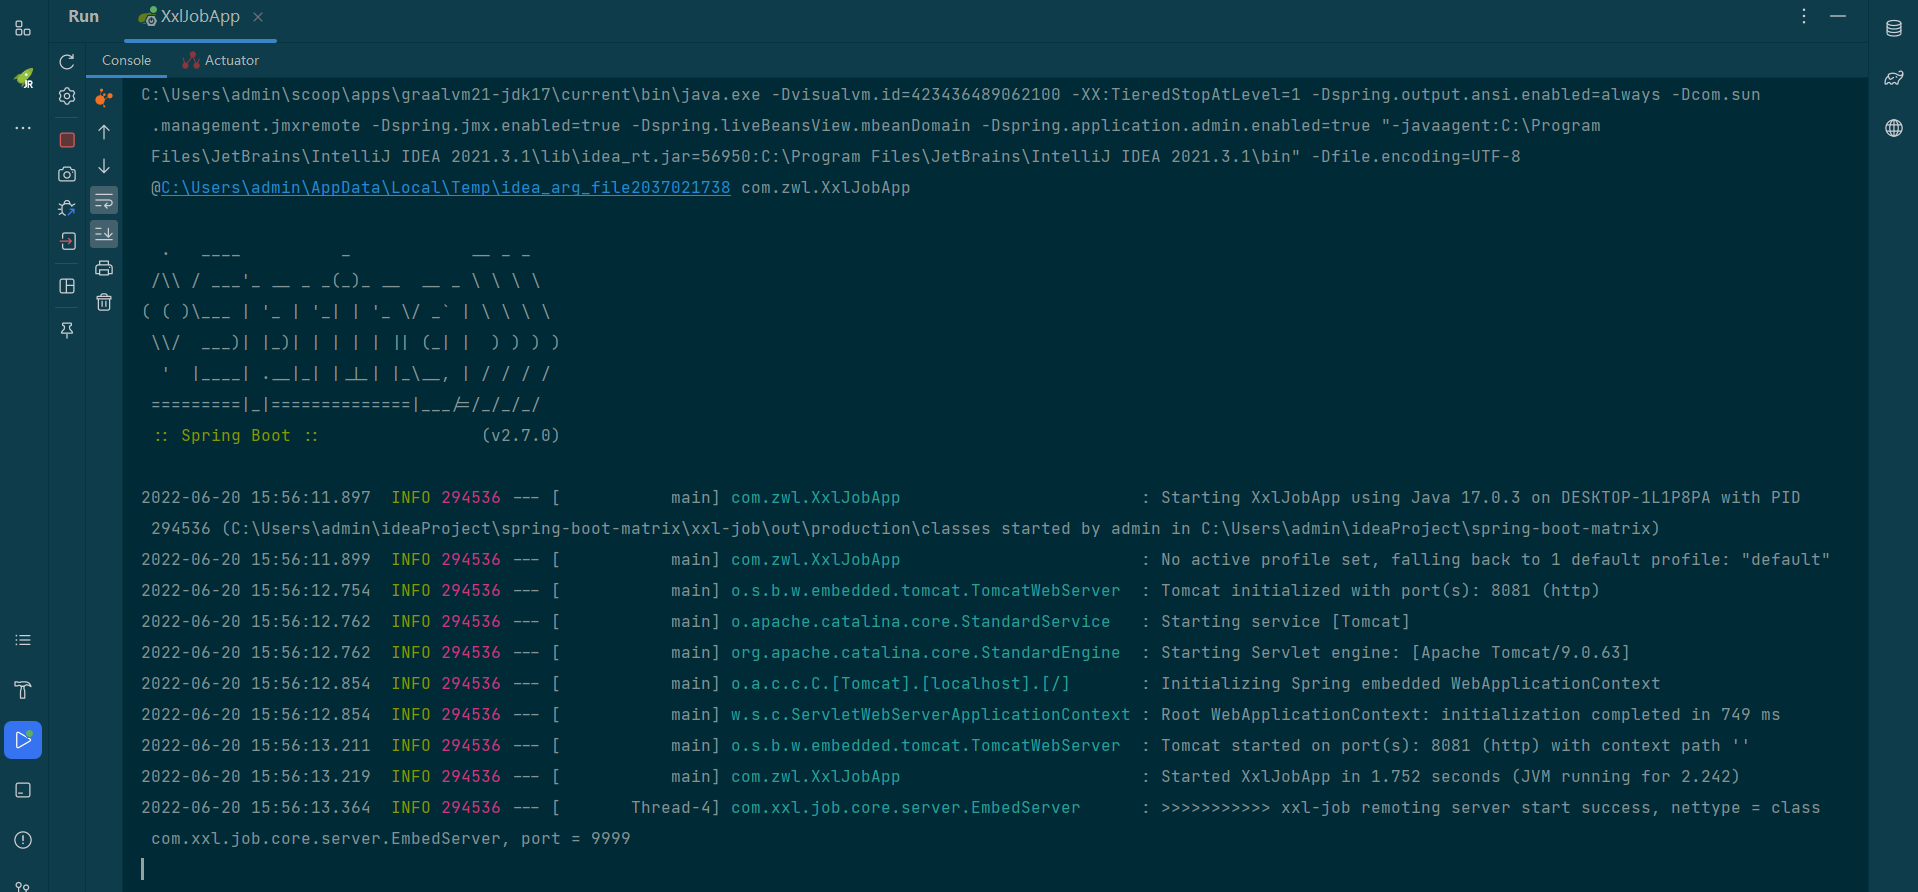 Run XxlJobApp
Console Actuator
C:\Users\admin\scoop\apps\graalvm21-jdk17\current\bin\java.exe -Dvisualvm.id=423436489062100 -XX:TieredStopAtLevel=1 -Dspring.output.ansi.enabled=always -Dcom.sun
.management.jmxremote -Dspring.jmx.enabled=true -Dspring.liveBeansView.mbeanDomain -Dspring.application.admin.enabled=true "-javaagent:C:\Program
Files\JetBrains\IntelliJ IDEA 2021.3.1\lib\idea_rt.jar=56950:C:\Program Files\JetBrains\IntelliJ IDEA 2021.3.1\bin" -Dfile.encoding=UTF-8
@C:\Users\admin\AppData\Local\Temp\idea_arg_file2037021738 com.zwl.XxlJobApp
  .   ____          _            __ _ _
 /\\ / ___'_ __ _ _(_)_ __  __ _ \ \ \ \
( ( )\___ | '_ | '_| | '_ \/ _` | \ \ \ \
 \\/  ___)| |_)| | | | | || (_| |  ) ) ) )
  '  |____| .__|_| |_|_| |_\__, | / / / /
 =========|_|==============|___/=/_/_/_/
 :: Spring Boot ::                (v2.7.0)
2022-06-20 15:56:11.897  INFO 294536 --- [           main] com.zwl.XxlJobApp                        : Starting XxlJobApp using Java 17.0.3 on DESKTOP-1L1P8PA with PID
294536 (C:\Users\admin\ideaProject\spring-boot-matrix\xxl-job\out\production\classes started by admin in C:\Users\admin\ideaProject\spring-boot-matrix)
2022-06-20 15:56:11.899  INFO 294536 --- [           main] com.zwl.XxlJobApp                        : No active profile set, falling back to 1 default profile: "default"
2022-06-20 15:56:12.754  INFO 294536 --- [           main] o.s.b.w.embedded.tomcat.TomcatWebServer  : Tomcat initialized with port(s): 8081 (http)
2022-06-20 15:56:12.762  INFO 294536 --- [           main] o.apache.catalina.core.StandardService   : Starting service [Tomcat]
2022-06-20 15:56:12.762  INFO 294536 --- [           main] org.apache.catalina.core.StandardEngine  : Starting Servlet engine: [Apache Tomcat/9.0.63]
2022-06-20 15:56:12.854  INFO 294536 --- [           main] o.a.c.c.C.[Tomcat].[localhost].[/]       : Initializing Spring embedded WebApplicationContext
2022-06-20 15:56:12.854  INFO 294536 --- [           main] w.s.c.ServletWebServerApplicationContext : Root WebApplicationContext: initialization completed in 749 ms
2022-06-20 15:56:13.211  INFO 294536 --- [           main] o.s.b.w.embedded.tomcat.TomcatWebServer  : Tomcat started on port(s): 8081 (http) with context path ''
2022-06-20 15:56:13.219  INFO 294536 --- [           main] com.zwl.XxlJobApp                        : Started XxlJobApp in 1.752 seconds (JVM running for 2.242)
2022-06-20 15:56:13.364  INFO 294536 --- [       Thread-4] com.xxl.job.core.server.EmbedServer      : >>>>>>>>>>> xxl-job remoting server start success, nettype = class
com.xxl.job.core.server.EmbedServer, port = 9999